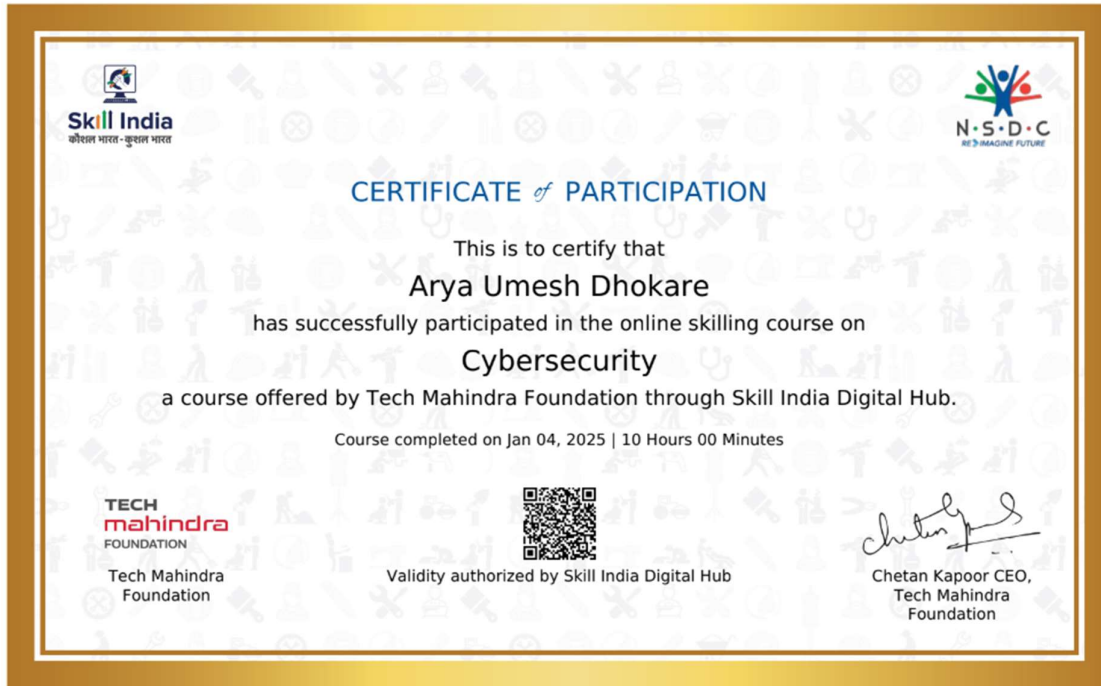 Skill India
कौशल भारत-कुशल भारत
N·S·D·C
RE IMAGINE FUTURE
CERTIFICATE of PARTICIPATION
This is to certify that
Arya Umesh Dhokare
has successfully participated in the online skilling course on
Cybersecurity
a course offered by Tech Mahindra Foundation through Skill India Digital Hub.
Course completed on Jan 04, 2025 | 10 Hours 00 Minutes
TECH
mahindra
FOUNDATION
Tech Mahindra
Foundation
Validity authorized by Skill India Digital Hub
Chetan Kapoor CEO,
Tech Mahindra
Foundation